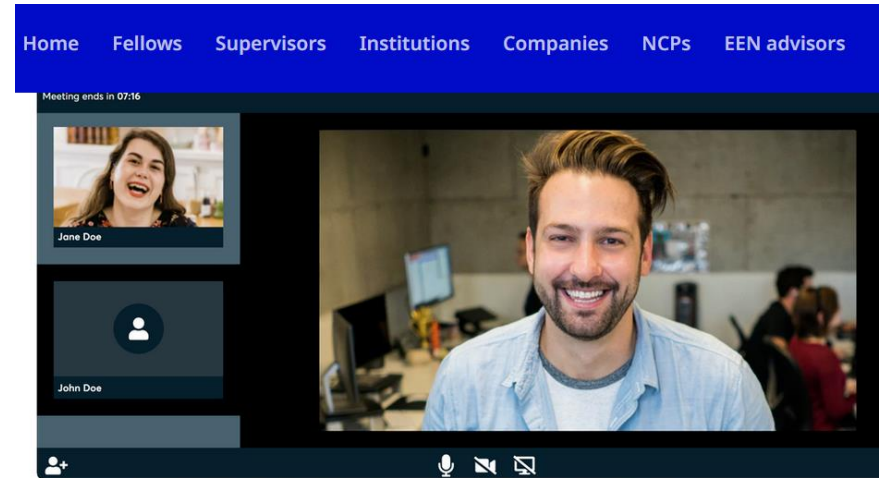 Home Fellows Supervisors Institutions Companies NCPs EEN advisors
Meeting ends in 07:16
Jane Doe
John Doe